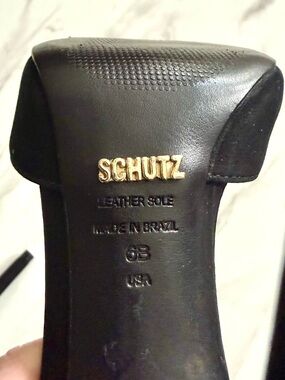 SCHUTZ
LEATHER SOLE
MADE IN BRAZIL
6B
USA